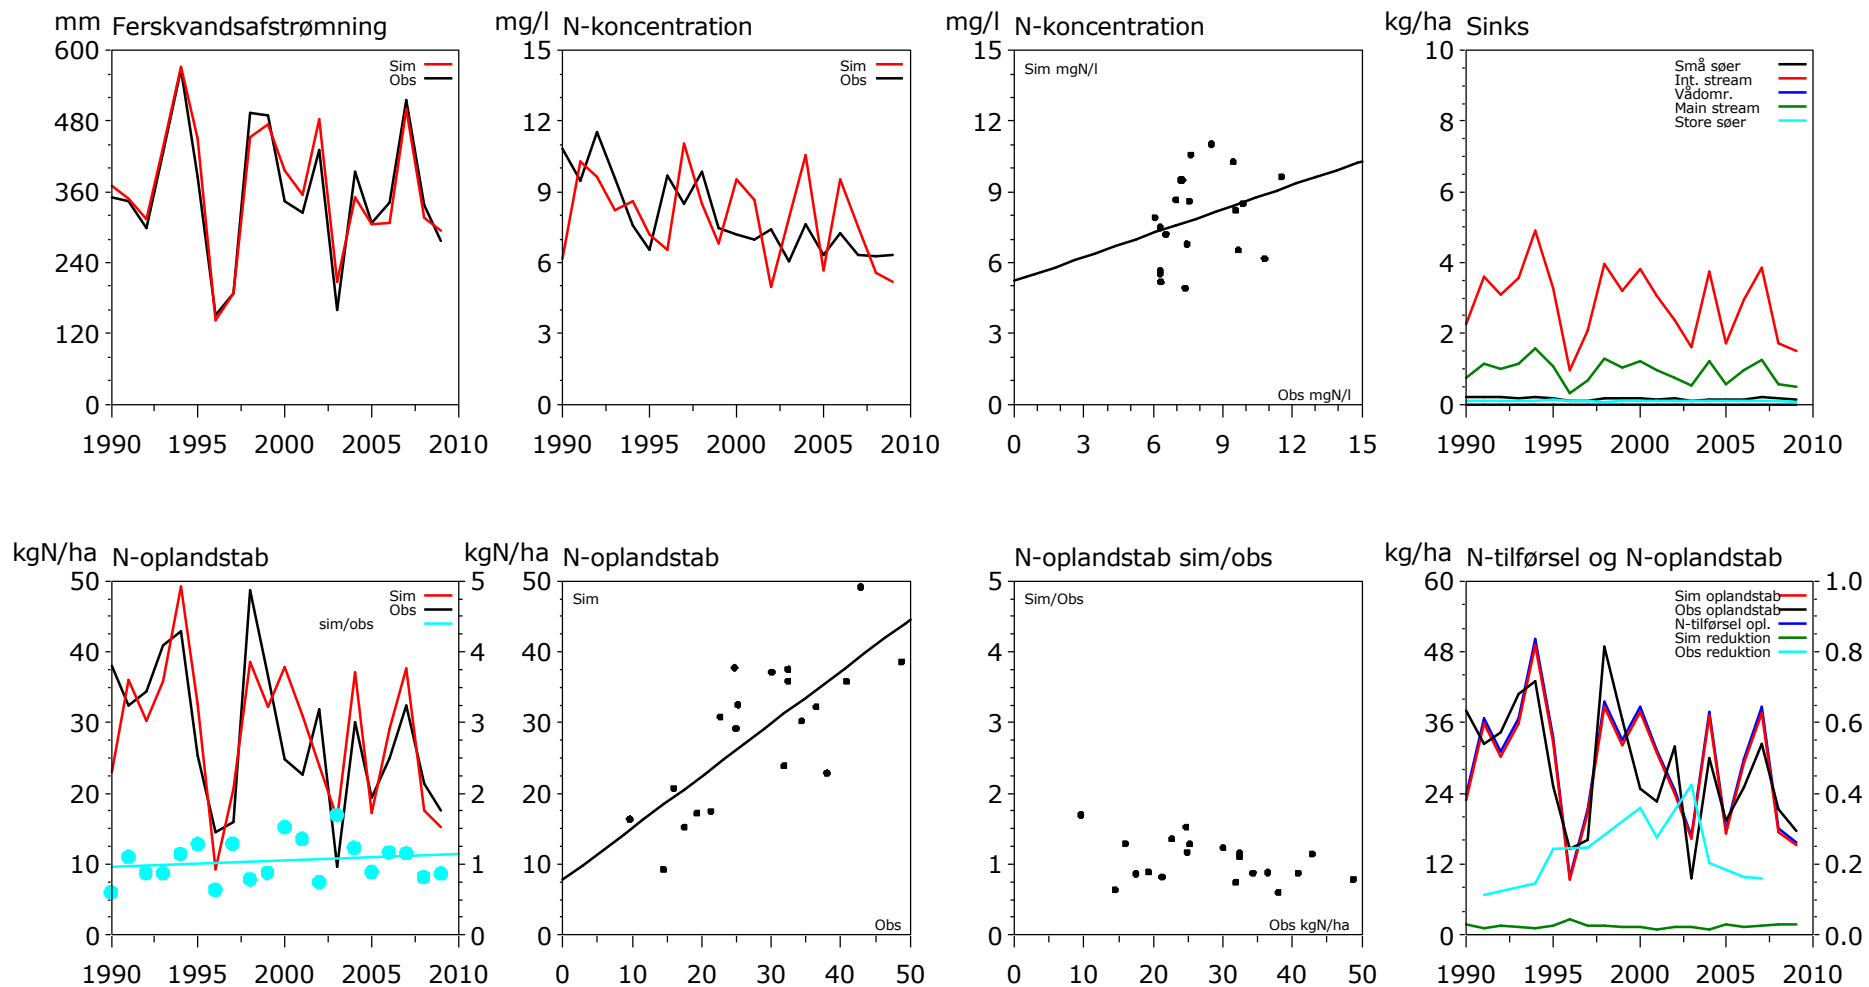 mm Ferskvandsafstrømning
600
480
360
240
120
0
Sim
Obs
1990 1995 2000 2005 2010
mg/l N-koncentration
15
12
9
6
3
0
Sim
Obs
1990 1995 2000 2005 2010
mg/l N-koncentration
15
12
9
6
3
0
Sim mgN/l
Obs mgN/l
0 3 6 9 12 15
kg/ha Sinks
10
8
6
4
2
0
Små søer
Int. stream
Vådomr.
Main stream
Store søer
1990 1995 2000 2005 2010
kgN/ha N-oplandstab
50
40
30
20
10
0
Sim
Obs
sim/obs
5
4
3
2
1
0
1990 1995 2000 2005 2010
kgN/ha N-oplandstab
50
40
30
20
10
0
Sim
Obs
0 10 20 30 40 50
N-oplandstab sim/obs
5
4
3
2
1
0
Sim/Obs
Obs kgN/ha
0 10 20 30 40 50
kg/ha N-tilførsel og N-oplandstab
60
48
36
24
12
0
Sim oplandstab
Obs oplandstab
N-tilførsel opl.
Sim reduktion
Obs reduktion
1.0
0.8
0.6
0.4
0.2
0.0
1990 1995 2000 2005 2010